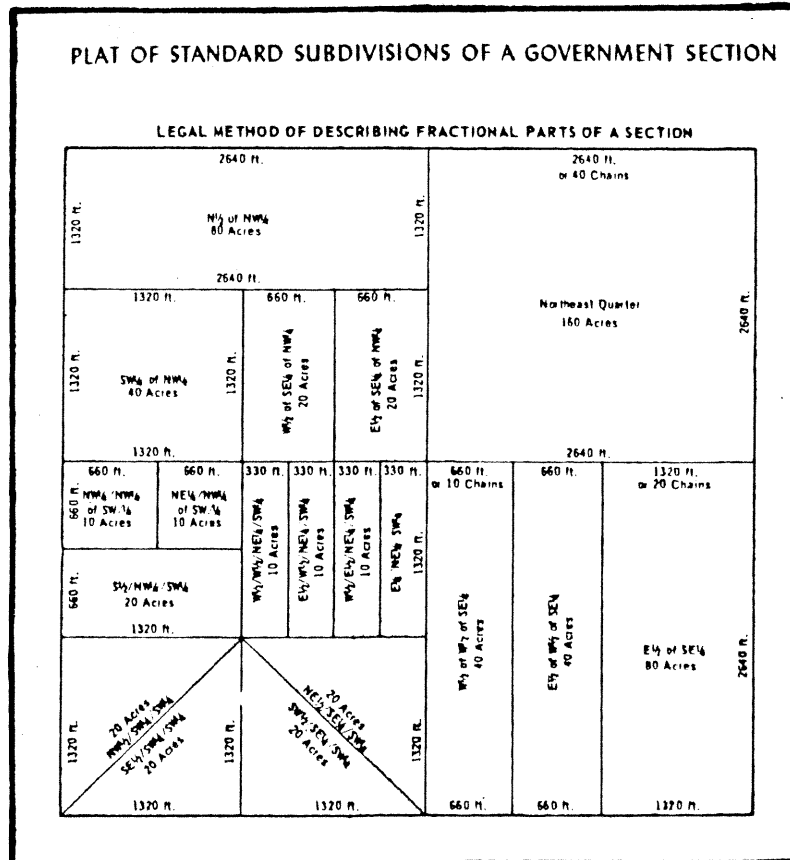 PLAT OF STANDARD SUBDIVISIONS OF A GOVERNMENT SECTION
LEGAL METHOD OF DESCRIBING FRACTIONAL PARTS OF A SECTION
2640 ft.
2640 ft.
or 40 Chains
1320 ft.
N½ of NW¼
80 Acres
1320 ft.
2640 ft.
Northeast Quarter
160 Acres
2640 ft.
1320 ft.
660 ft.
660 ft.
1320 ft.
SW¼ of NW¼
40 Acres
1320 ft.
W½ of SE¼ of NW¼
20 Acres
E½ of SE¼ of NW¼
20 Acres
1320 ft.
1320 ft.
2640 ft.
660 ft.
660 ft.
330 ft.
330 ft.
330 ft.
330 ft.
660 ft.
or 10 Chains
660 ft.
1320 ft.
or 20 Chains
660 ft.
NW¼/NW¼
of SW¼
10 Acres
NE¼/NW¼
of SW¼
10 Acres
W½/W½/NE¼/SW¼
10 Acres
E½/W½/NE¼/SW¼
10 Acres
W½/E½/NE¼/SW¼
10 Acres
1320 ft.
660 ft.
S½/NW¼/SW¼
20 Acres
1320 ft.
W½ of W½ of SE¼
40 Acres
E½ of W½ of SE¼
40 Acres
E½ of SE¼
80 Acres
2640 ft.
1320 ft.
20 Acres
NW½/SW¼/SW¼
SE½/SW¼/SW¼
20 Acres
1320 ft.
20 Acres
NE½/SE¼/SW¼
SW½/SE¼/SW¼
20 Acres
1320 ft.
1320 ft.
1320 ft.
660 ft.
660 ft.
1320 ft.